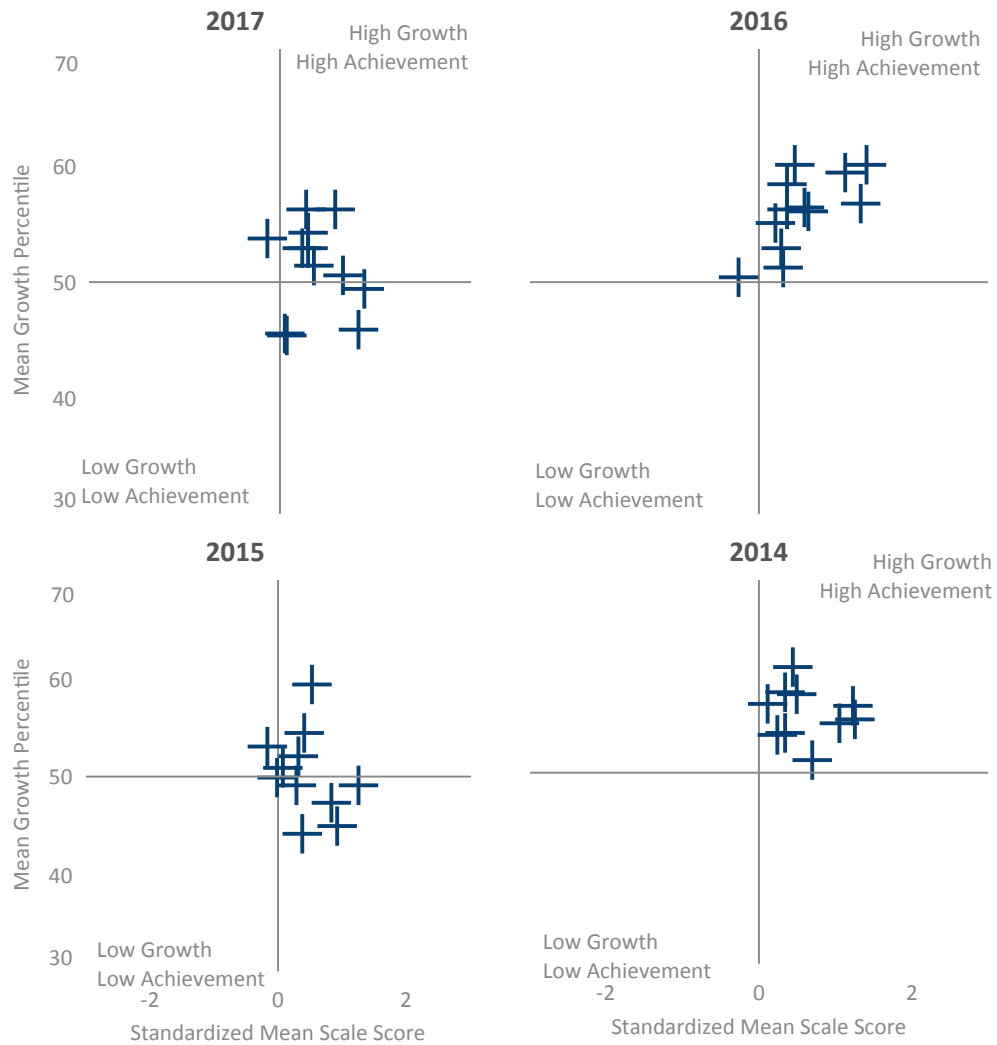 2017
High Growth
High Achievement
70
60
50
40
30
Mean Growth Percentile
Low Growth
Low Achievement
2016
High Growth
High Achievement
Low Growth
Low Achievement
2015
70
60
50
40
30
Mean Growth Percentile
Low Growth
Low Achievement
-2
0
2
Standardized Mean Scale Score
2014
High Growth
High Achievement
Low Growth
Low Achievement
-2
0
2
Standardized Mean Scale Score